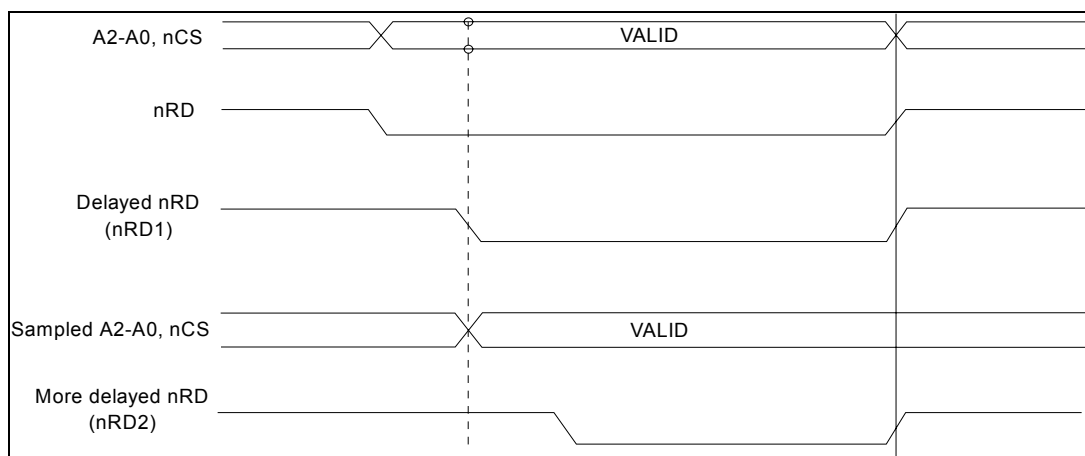 A2-A0, nCS
VALID
nRD
Delayed nRD
(nRD1)
Sampled A2-A0, nCS
VALID
More delayed nRD
(nRD2)